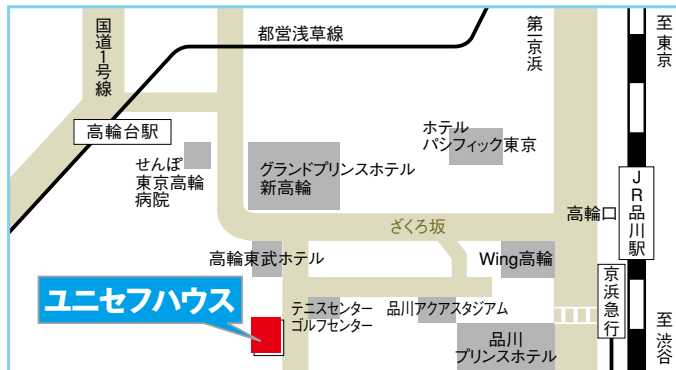 国道1号線
都営浅草線
第一京浜
至東京
高輪台駅
せんぽ
東京高輪
病院
グランドプリンスホテル
新高輪
ホテル
パシフィック東京
JR品川駅
高輪口
ざくろ坂
高輪東武ホテル
Wing高輪
京浜急行
ユニセフハウス
テニスセンター
ゴルフセンター
品川アクアスタジアム
品川
プリンスホテル
至渋谷